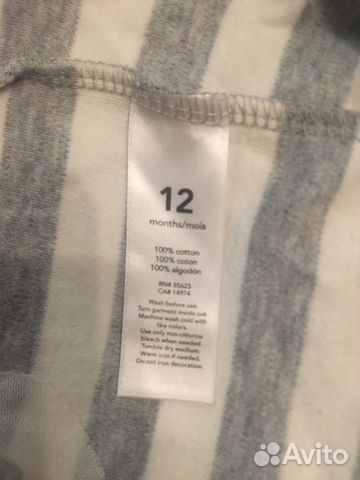 12
months/mois
100% cotton
100% coton
100% algodón
RN# 35623
CA# 14974
Wash before use.
Turn garment inside out.
Machine wash cold with
like colors.
Use only non-chlorine
bleach when needed.
Tumble dry medium.
Warm iron if needed.
Do not iron decoration.
Avito